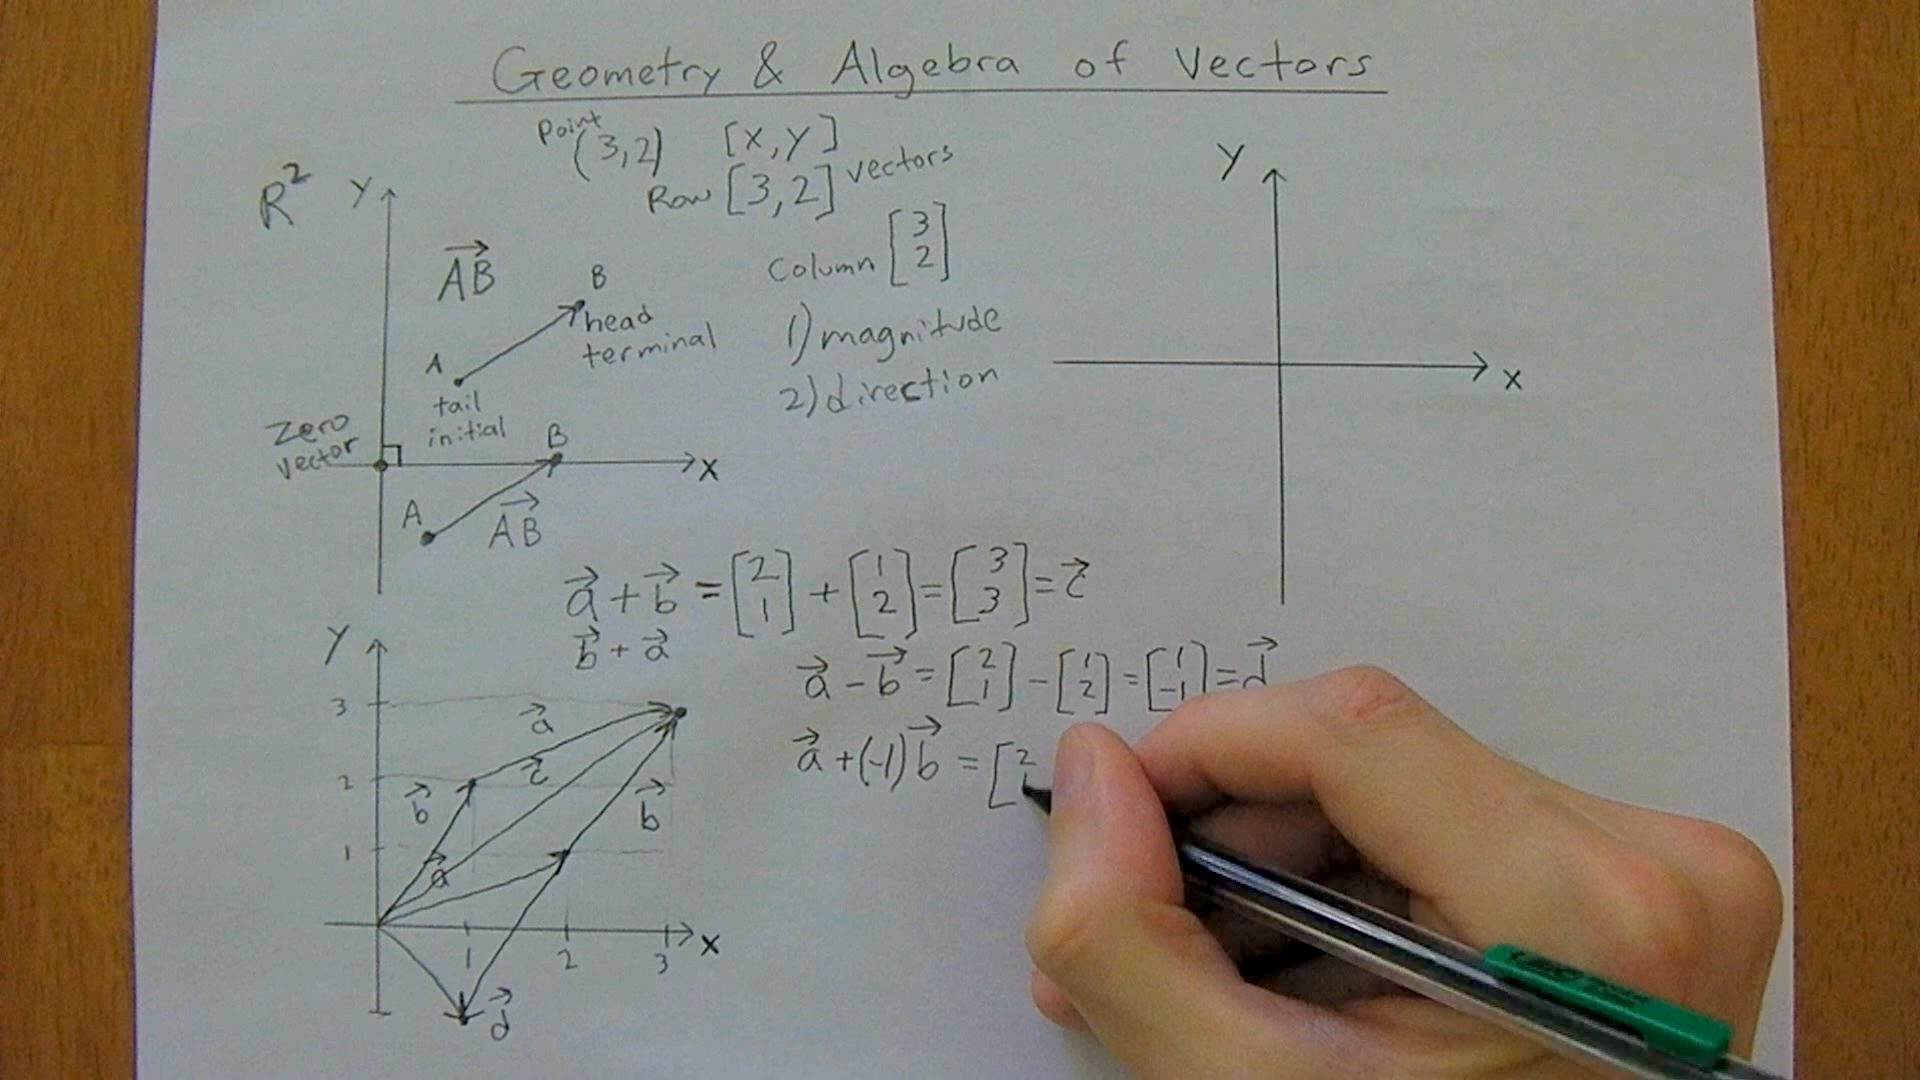 Geometry & Algebra of Vectors
Point
(3,2) [x,y]
Row [3,2] vectors
Column [3 2]
1) magnitude
2) direction
R² y
AB
B
head
terminal
A
tail
initial
zero
vector
B
x
A
AB
y
x
a + b = [2 1] + [1 2] = [3 3] = c
b + a
a - b = [2 1] - [1 2] = [1 -1] = d
a + (-1)b = [2
y
3
a
c
2
b
b
1
a
1 2 3 x
d